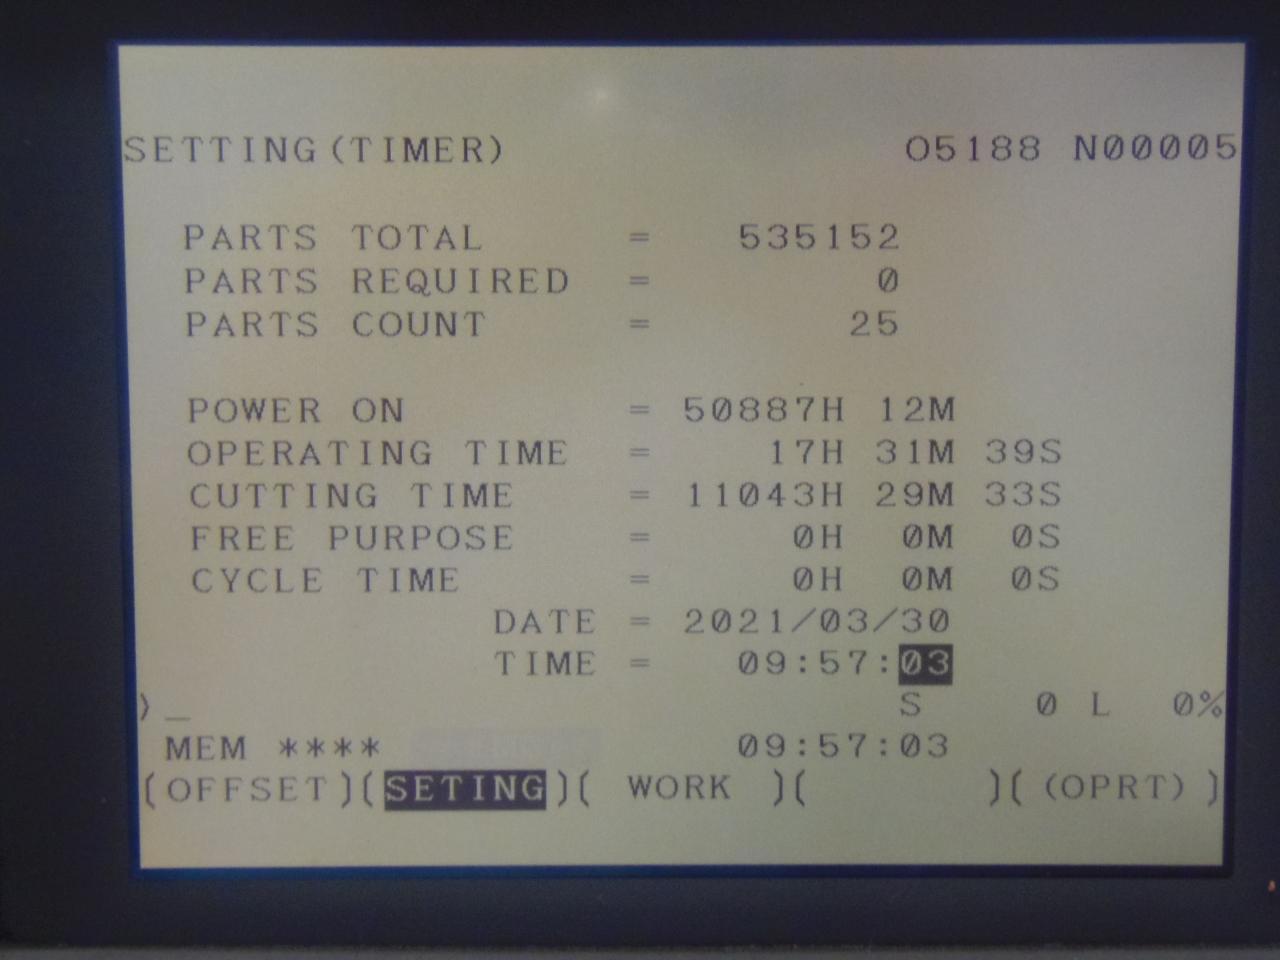 SETTING(TIMER) O5188 N00005
PARTS TOTAL = 535152
PARTS REQUIRED = 0
PARTS COUNT = 25
POWER ON = 50887H 12M
OPERATING TIME = 17H 31M 39S
CUTTING TIME = 11043H 29M 33S
FREE PURPOSE = 0H 0M 0S
CYCLE TIME = 0H 0M 0S
DATE = 2021/03/30
TIME = 09:57:03
)_ S 0 L 0%
MEM **** 09:57:03
(OFFSET)(SETING)( WORK )( )( (OPRT) )